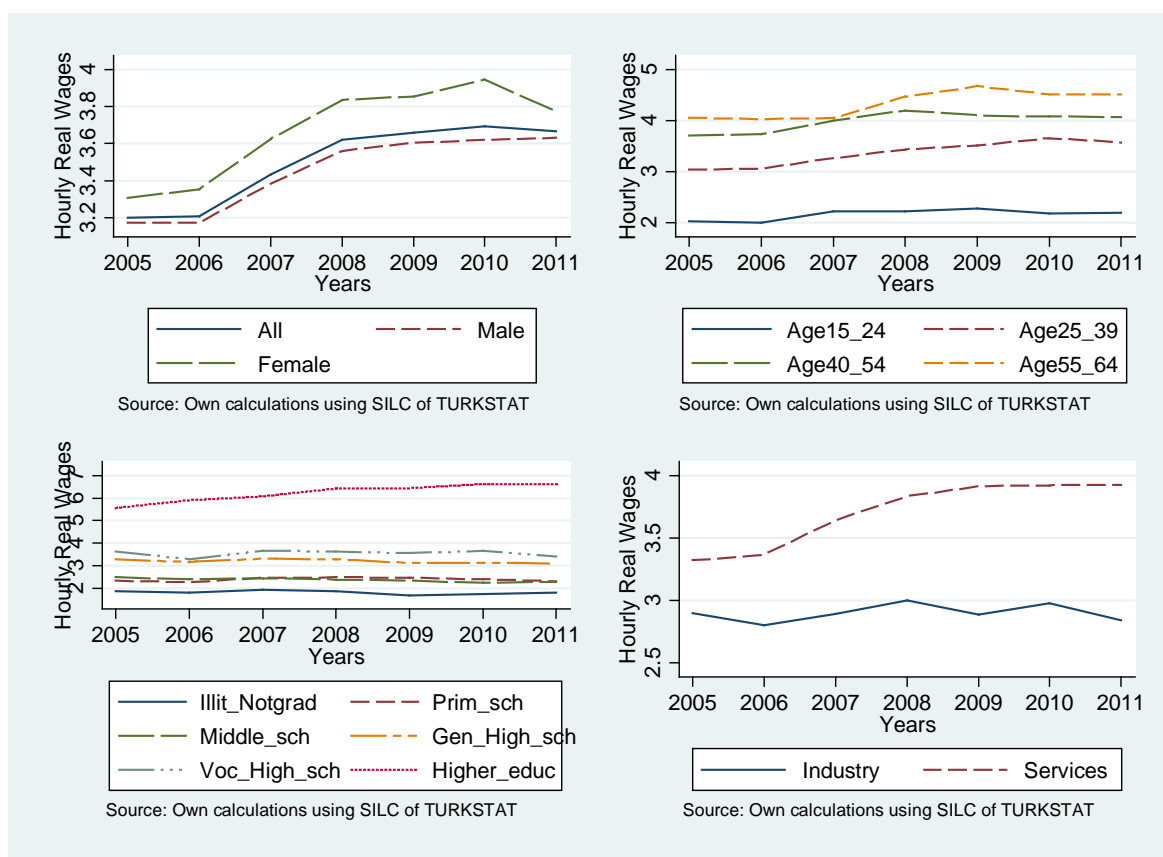 Hourly Real Wages
4
3.8
3.6
3.4
3.2
2005 2006 2007 2008 2009 2010 2011
Years
All Male
Female
Source: Own calculations using SILC of TURKSTAT
Hourly Real Wages
5
4
3
2
2005 2006 2007 2008 2009 2010 2011
Years
Age15_24 Age25_39
Age40_54 Age55_64
Source: Own calculations using SILC of TURKSTAT
Hourly Real Wages
7
6
5
4
3
2
2005 2006 2007 2008 2009 2010 2011
Years
Illit_Notgrad Prim_sch
Middle_sch Gen_High_sch
Voc_High_sch Higher_educ
Source: Own calculations using SILC of TURKSTAT
Hourly Real Wages
4
3.5
3
2.5
2005 2006 2007 2008 2009 2010 2011
Years
Industry Services
Source: Own calculations using SILC of TURKSTAT